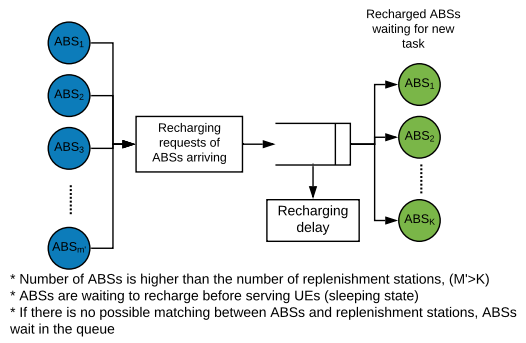 Recharged ABSs
waiting for new
task
ABS1
ABS2
ABS3
ABSm'
Recharging
requests of
ABSs arriving
Recharging
delay
ABS1
ABS2
ABSK
* Number of ABSs is higher than the number of replenishment stations, (M'>K)
* ABSs are waiting to recharge before serving UEs (sleeping state)
* If there is no possible matching between ABSs and replenishment stations, ABSs
wait in the queue